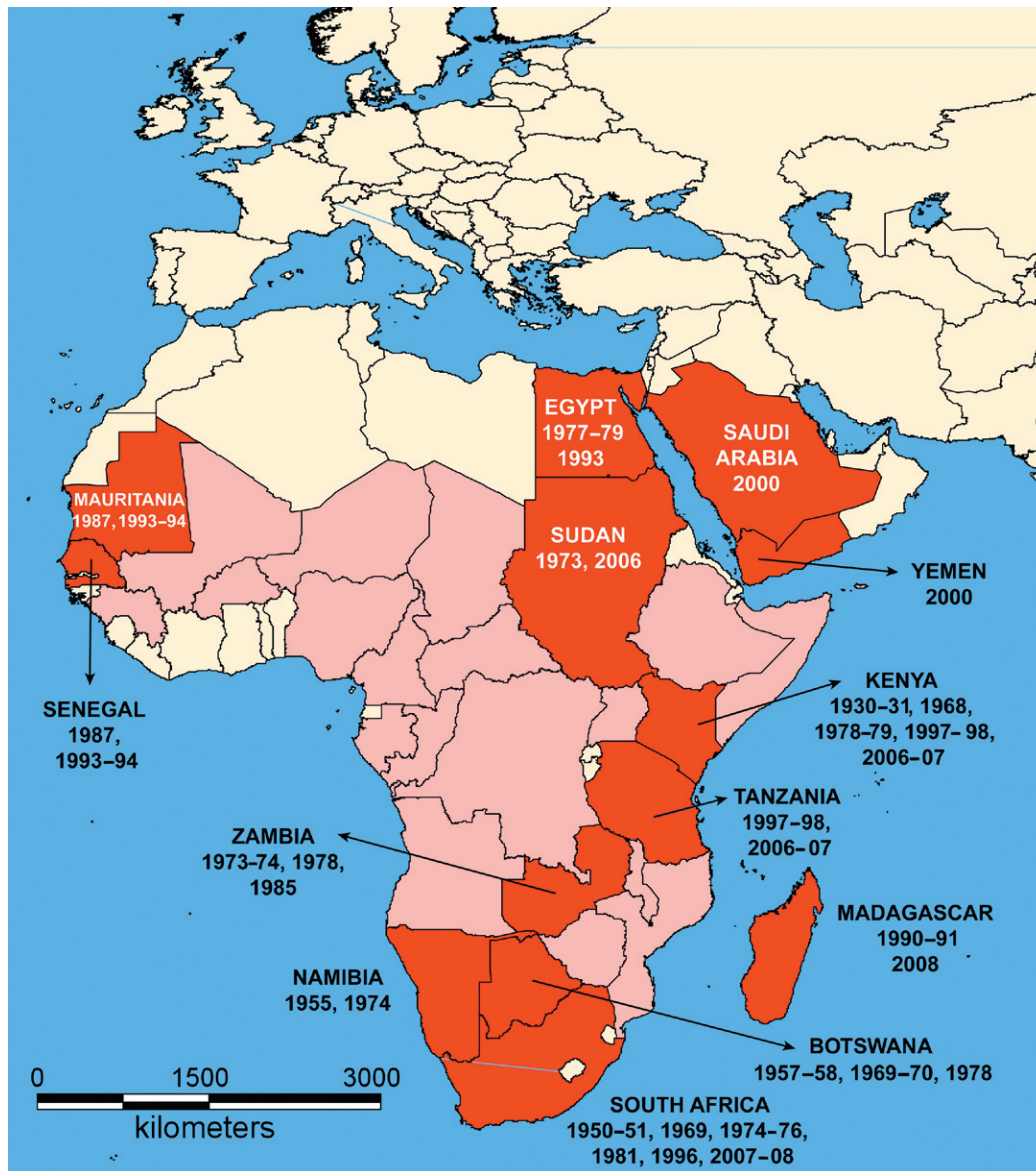 EGYPT
1977–79
1993
SAUDI
ARABIA
2000
MAURITANIA
1987, 1993–94
SUDAN
1973, 2006
YEMEN
2000
SENEGAL
1987,
1993–94
KENYA
1930–31, 1968,
1978–79, 1997–98,
2006–07
TANZANIA
1997–98,
2006–07
ZAMBIA
1973–74, 1978,
1985
MADAGASCAR
1990–91
2008
NAMIBIA
1955, 1974
BOTSWANA
1957–58, 1969–70, 1978
0 1500 3000
kilometers
SOUTH AFRICA
1950–51, 1969, 1974–76,
1981, 1996, 2007–08